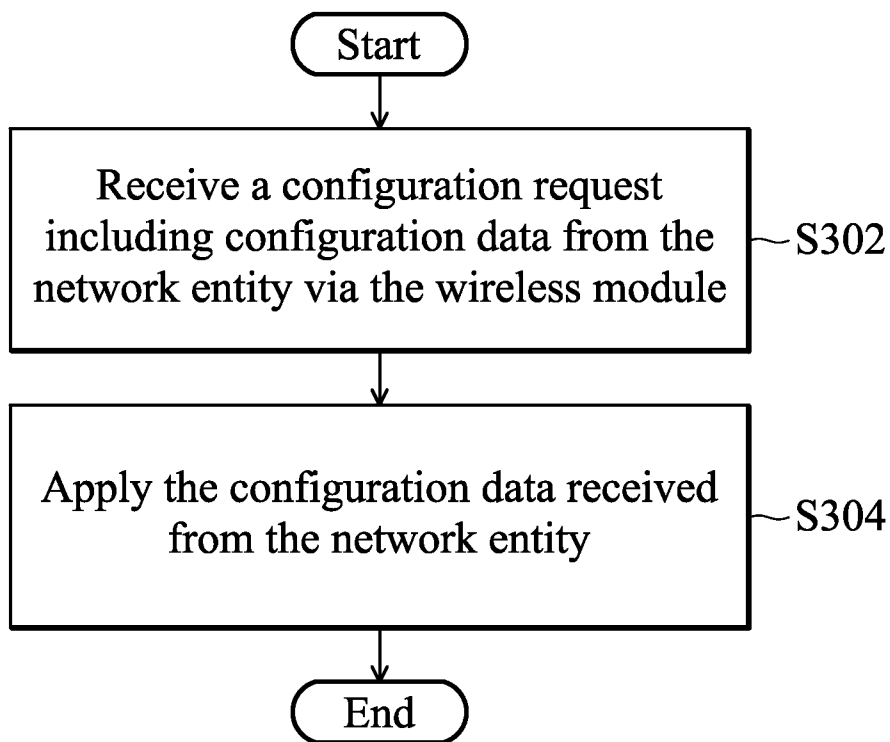 Start
Receive a configuration request
including configuration data from the
network entity via the wireless module
S302
Apply the configuration data received
from the network entity
S304
End